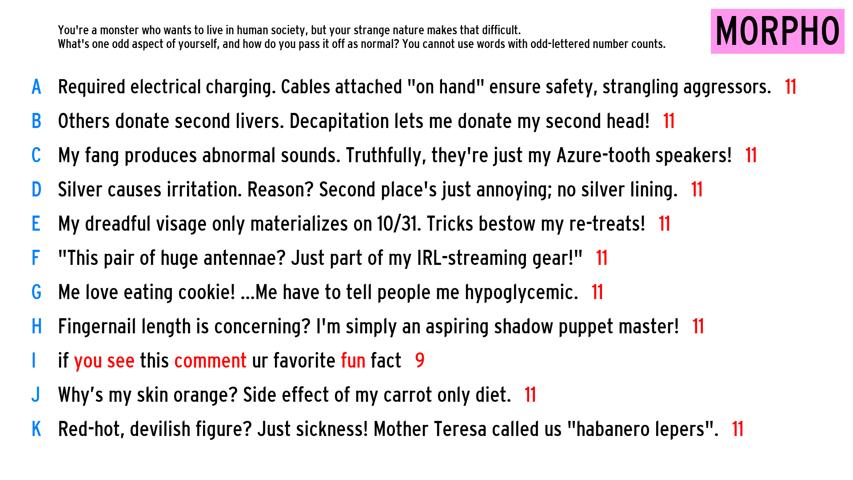 You're a monster who wants to live in human society, but your strange nature makes that difficult.
What's one odd aspect of yourself, and how do you pass it off as normal? You cannot use words with odd-lettered number counts.
MORPHO
A Required electrical charging. Cables attached "on hand" ensure safety, strangling aggressors. 11
B Others donate second livers. Decapitation lets me donate my second head! 11
C My fang produces abnormal sounds. Truthfully, they're just my Azure-tooth speakers! 11
D Silver causes irritation. Reason? Second place's just annoying; no silver lining. 11
E My dreadful visage only materializes on 10/31. Tricks bestow my re-treats! 11
F "This pair of huge antennae? Just part of my IRL-streaming gear!" 11
G Me love eating cookie! ...Me have to tell people me hypoglycemic. 11
H Fingernail length is concerning? I'm simply an aspiring shadow puppet master! 11
I if you see this comment ur favorite fun fact 9
J Why's my skin orange? Side effect of my carrot only diet. 11
K Red-hot, devilish figure? Just sickness! Mother Teresa called us "habanero lepers". 11